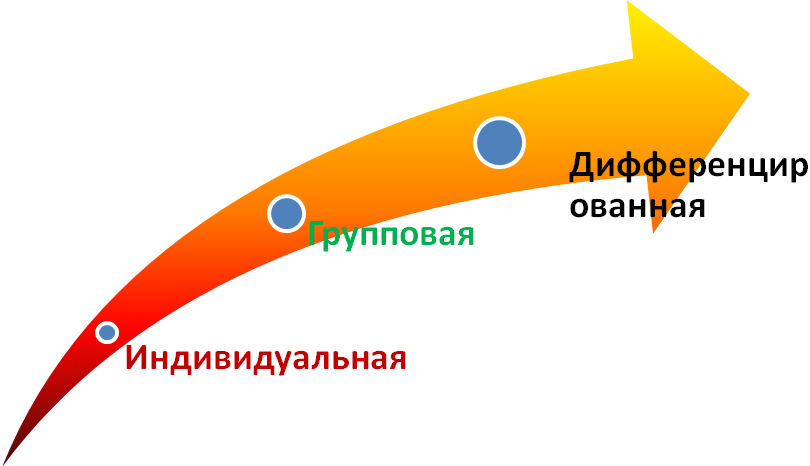 Дифференцир
ованная
Групповая
Индивидуальная